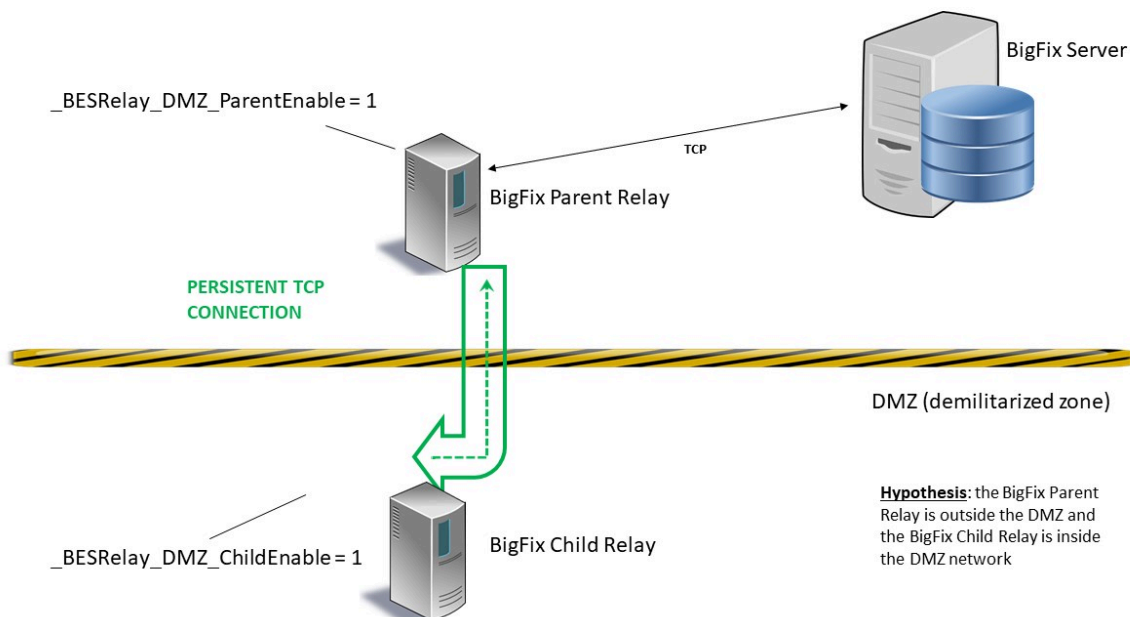 BigFix Server
_BESRelay_DMZ_ParentEnable = 1
TCP
BigFix Parent Relay
PERSISTENT TCP
CONNECTION
DMZ (demilitarized zone)
Hypothesis: the BigFix Parent
Relay is outside the DMZ and
the BigFix Child Relay is inside
the DMZ network
BigFix Child Relay
_BESRelay_DMZ_ChildEnable = 1